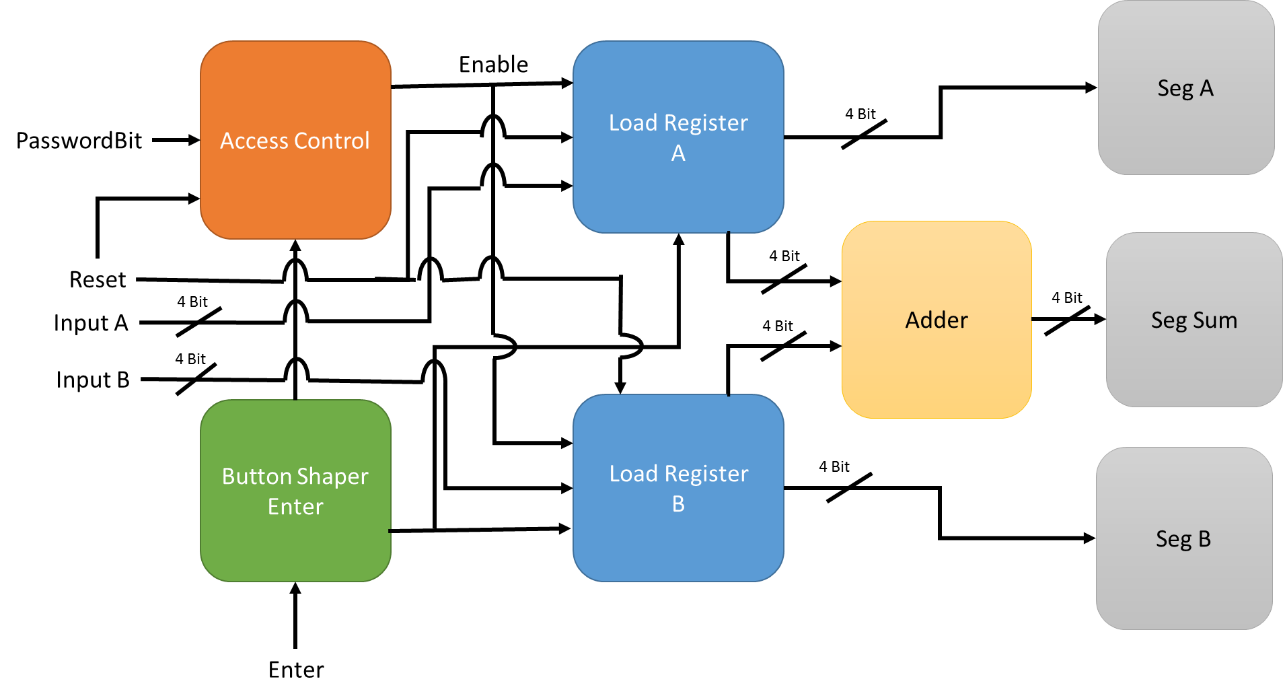 Enable
Seg A
4 Bit
Load Register
A
PasswordBit
Access Control
4 Bit
Reset
4 Bit
Input A
4 Bit
Adder
4 Bit
Seg Sum
4 Bit
Input B
Button Shaper
Enter
Load Register
B
4 Bit
Seg B
Enter